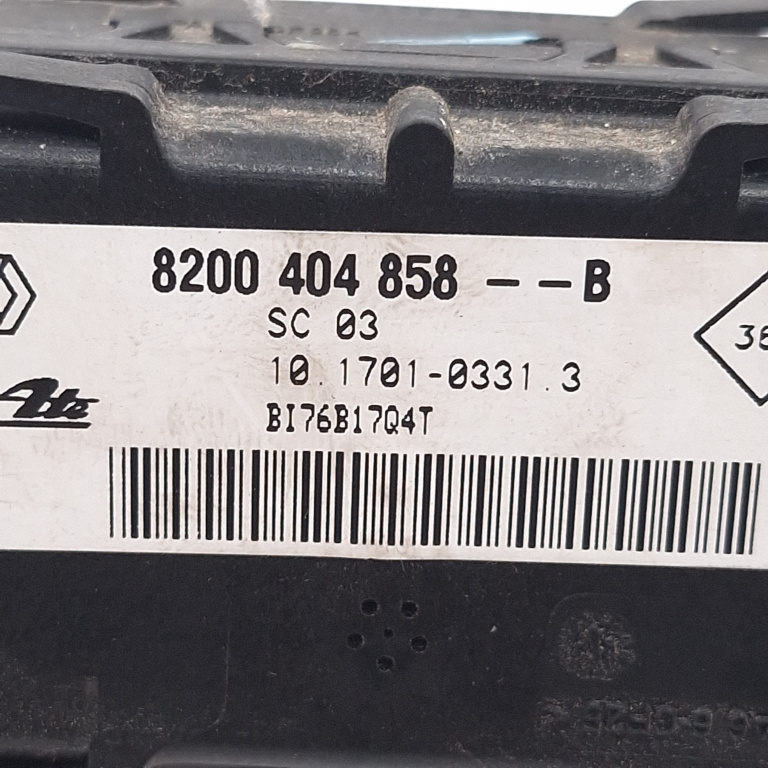 8200 404 858 - - B
SC 03
10.1701-0331.3
Ate
BI76B17Q4T